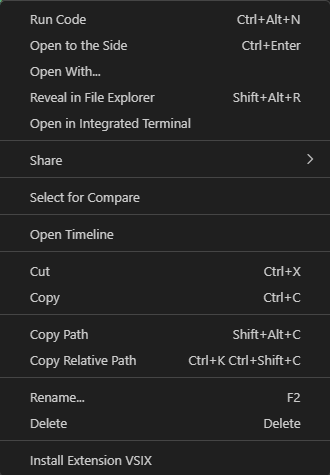 Run Code Ctrl+Alt+N
Open to the Side Ctrl+Enter
Open With...
Reveal in File Explorer Shift+Alt+R
Open in Integrated Terminal
Share
Select for Compare
Open Timeline
Cut Ctrl+X
Copy Ctrl+C
Copy Path Shift+Alt+C
Copy Relative Path Ctrl+K Ctrl+Shift+C
Rename... F2
Delete Delete
Install Extension VSIX